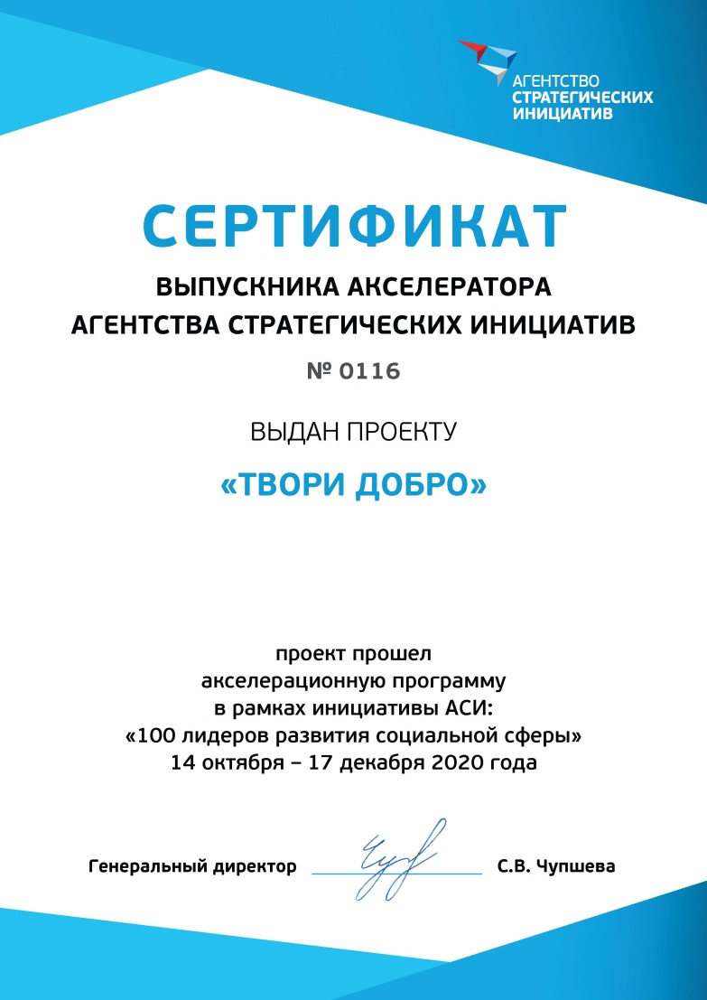 АГЕНТСТВО
СТРАТЕГИЧЕСКИХ
ИНИЦИАТИВ
СЕРТИФИКАТ
ВЫПУСКНИКА АКСЕЛЕРАТОРА
АГЕНТСТВА СТРАТЕГИЧЕСКИХ ИНИЦИАТИВ
№ 0116
ВЫДАН ПРОЕКТУ
«ТВОРИ ДОБРО»
проект прошел
акселерационную программу
в рамках инициативы АСИ:
«100 лидеров развития социальной сферы»
14 октября – 17 декабря 2020 года
Генеральный директор С.В. Чупшева